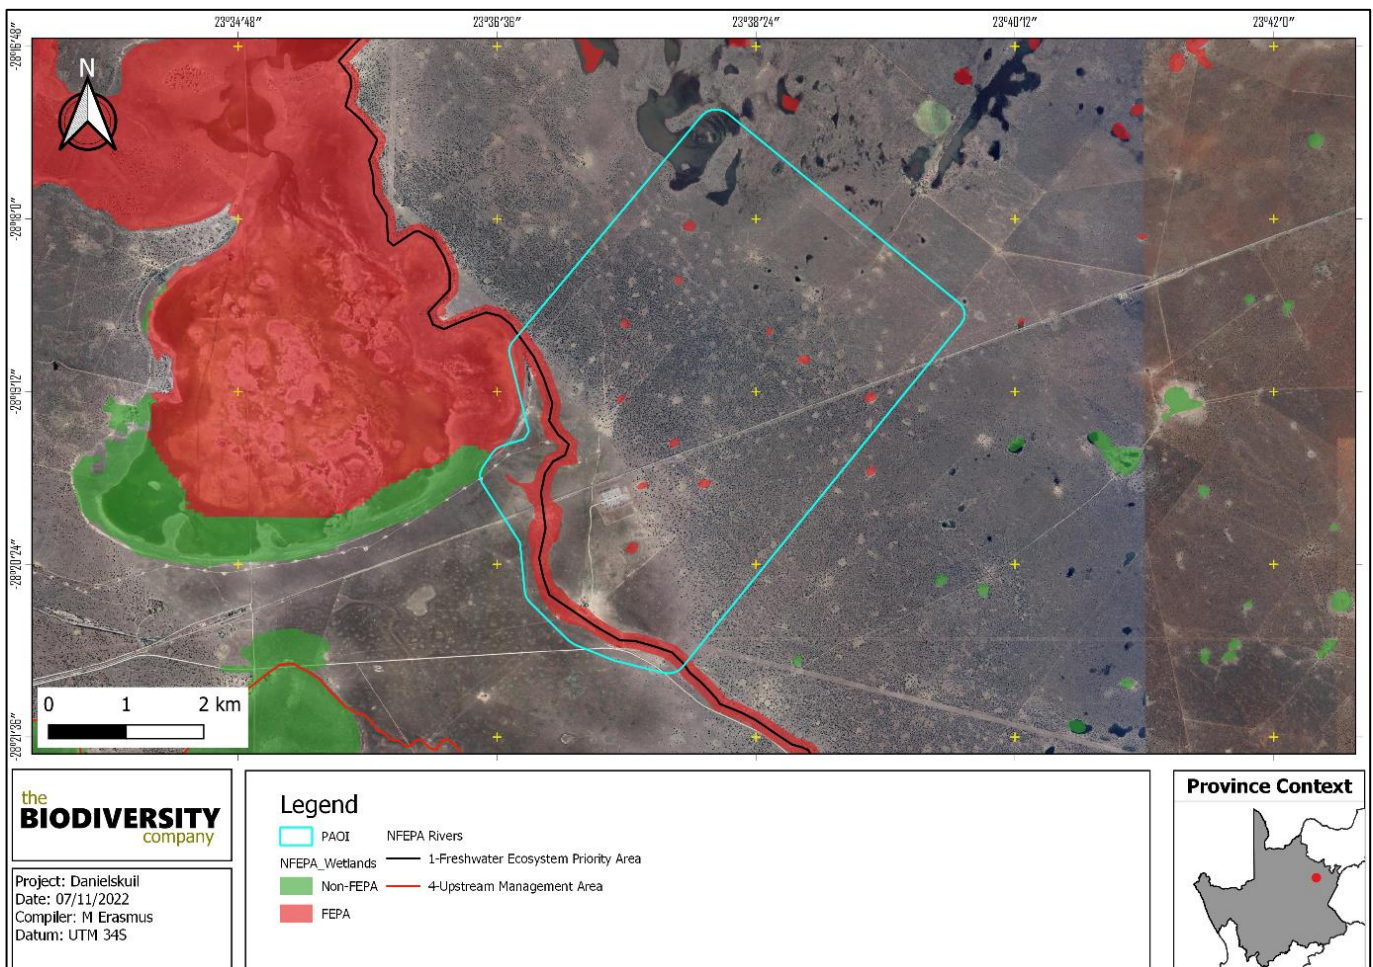 23°34'48" 23°36'36" 23°38'24" 23°40'12" 23°42'0"
-28°16'48"
-28°18'0"
-28°19'12"
-28°20'24"
-28°21'36"
N
0 1 2 km
the
BIODIVERSITY
company
Project: Danielskuil
Date: 07/11/2022
Compiler: M Erasmus
Datum: UTM 34S
Legend
PAOI
NFEPA_Wetlands
Non-FEPA
FEPA
NFEPA Rivers
1-Freshwater Ecosystem Priority Area
4-Upstream Management Area
Province Context